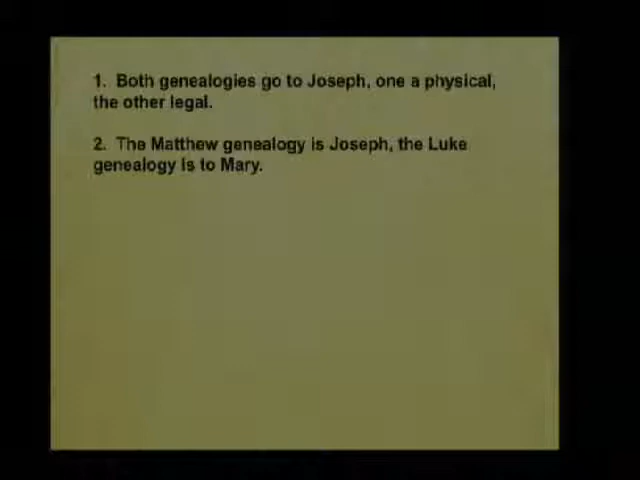 1. Both genealogies go to Joseph, one a physical,
the other legal.
2. The Matthew genealogy is Joseph, the Luke
genealogy is to Mary.